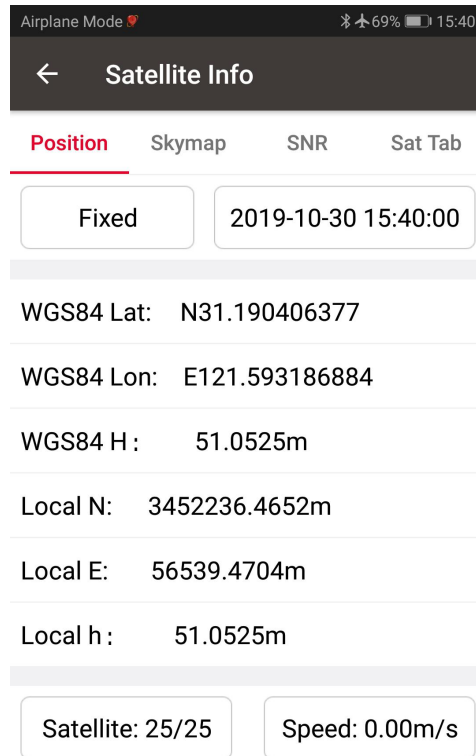 Airplane Mode 69% 15:40
Satellite Info
Position Skymap SNR Sat Tab
Fixed 2019-10-30 15:40:00
WGS84 Lat: N31.190406377
WGS84 Lon: E121.593186884
WGS84 H: 51.0525m
Local N: 3452236.4652m
Local E: 56539.4704m
Local h: 51.0525m
Satellite: 25/25 Speed: 0.00m/s